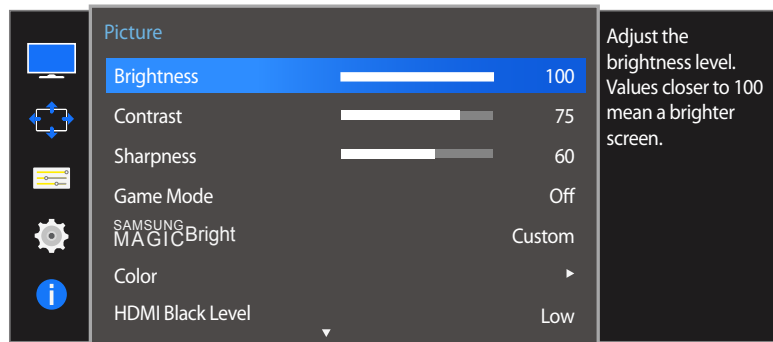 Picture
Brightness 100
Contrast 75
Sharpness 60
Game Mode Off
SAMSUNG
MAGICBright Custom
Color
HDMI Black Level Low
Adjust the
brightness level.
Values closer to 100
mean a brighter
screen.